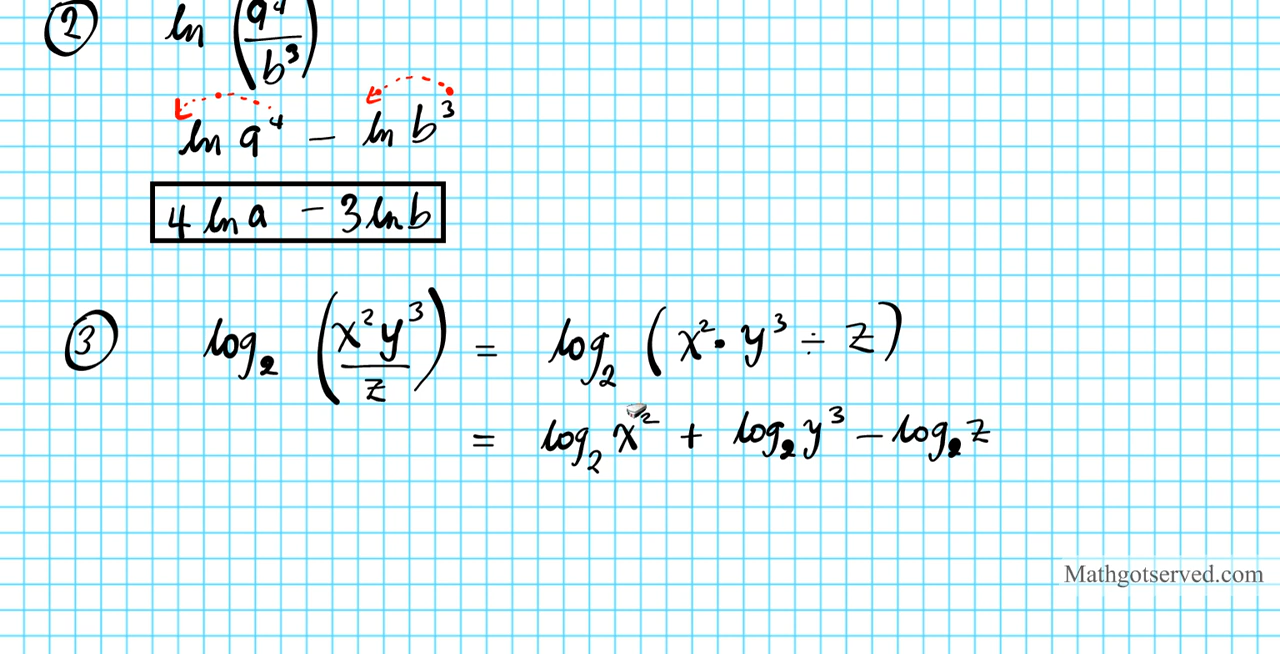 ② ln (a⁴/b³)
ln a⁴ − ln b³
4 ln a − 3 ln b
③ log₂ (x²y³/z) = log₂ (x² · y³ ÷ z)
= log₂ x² + log₂ y³ − log₂ z
Mathgotserved.com